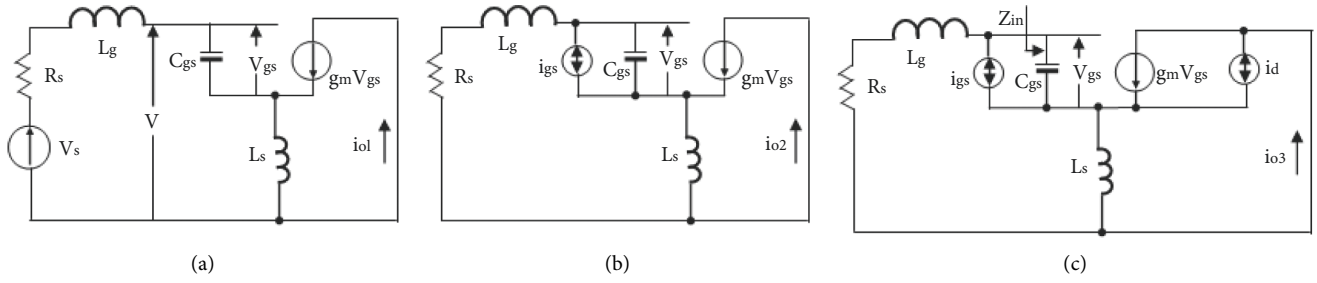 Lg
Cgs
Vgs
gmVgs
Rs
V
Vs
Ls
io1
(a)
Lg
Rs
igs
Cgs
Vgs
gmVgs
Ls
io2
(b)
Zin
Lg
Rs
igs
Cgs
Vgs
gmVgs
id
Ls
io3
(c)